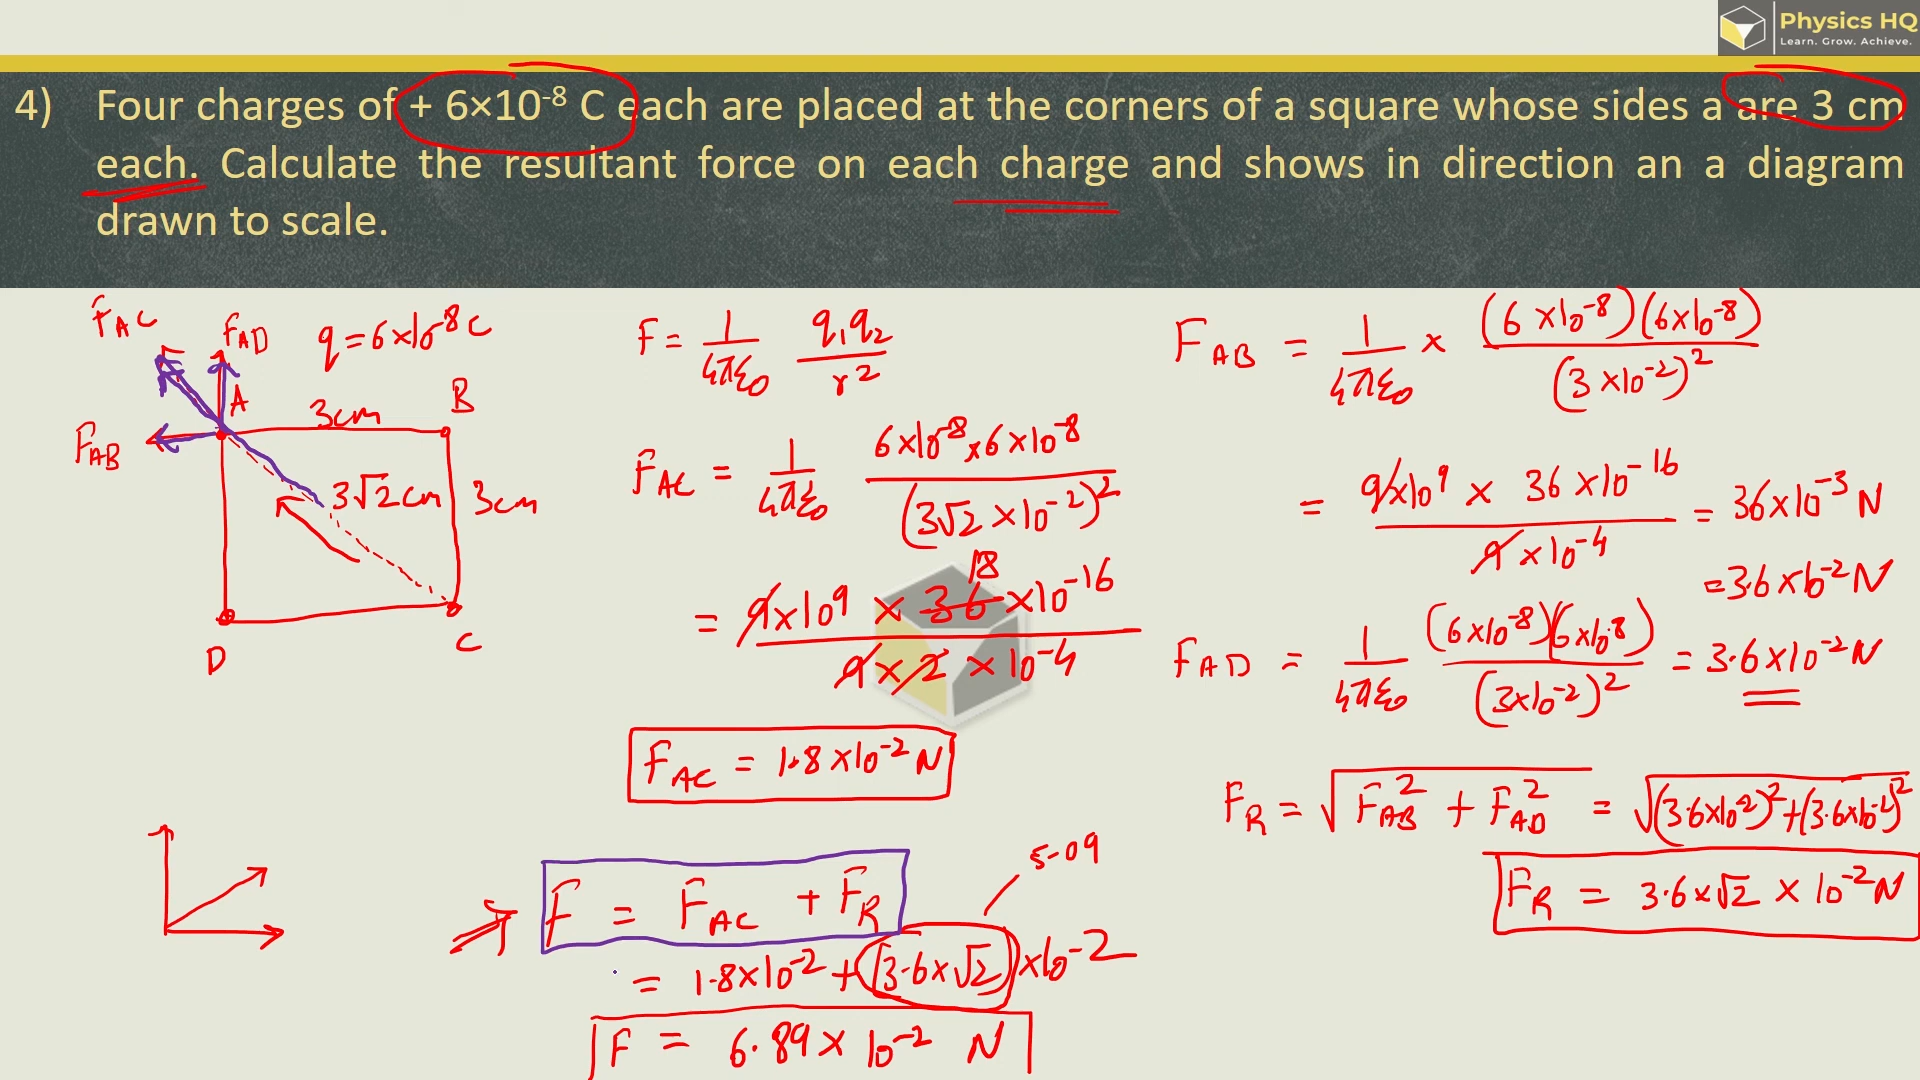 Physics HQ
Learn. Grow. Achieve.
4) Four charges of + 6×10⁻⁸ C each are placed at the corners of a square whose sides a are 3 cm
each. Calculate the resultant force on each charge and shows in direction an a diagram
drawn to scale.
F_AC
F_AD
q = 6×10⁻⁸ C
A
3cm
B
F_AB
3√2 cm
3cm
D
C
F = 1/4πε₀ q₁q₂/r²
F_AC = 1/4πε₀ 6×10⁻⁸ × 6×10⁻⁸/(3√2 × 10⁻²)²
18
= 9×10⁹ × 36 × 10⁻¹⁶/9 × 2 × 10⁻⁴
F_AC = 1.8 × 10⁻² N
F = F_AC + F_R
5.09
= 1.8×10⁻² + (3.6×√2) × 10⁻²
F = 6.89 × 10⁻² N
F_AB = 1/4πε₀ × (6 × 10⁻⁸)(6×10⁻⁸)/(3 ×10⁻²)²
= 9×10⁹ × 36 × 10⁻¹⁶/9 × 10⁻⁴ = 36×10⁻³ N
= 3.6×10⁻² N
F_AD = 1/4πε₀ (6×10⁻⁸)(6×10⁻⁸)/(3×10⁻²)² = 3.6×10⁻² N
F_R = √F_AB² + F_AD² = √(3.6×10⁻²)² + (3.6×10⁻²)²
F_R = 3.6×√2 × 10⁻² N